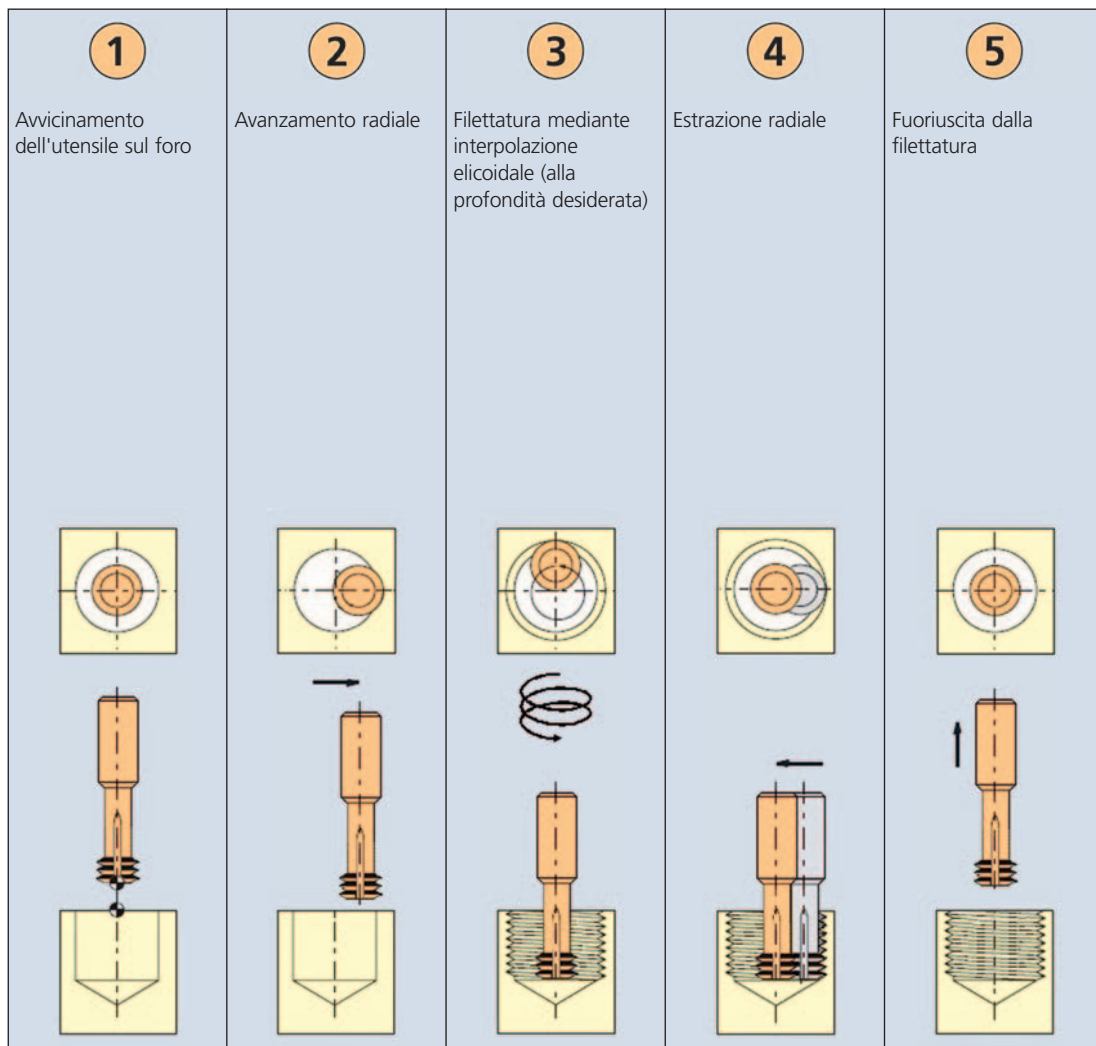 1
Avvicinamento
dell'utensile sul foro
2
Avanzamento radiale
3
Filettatura mediante
interpolazione
elicoidale (alla
profondità desiderata)
4
Estrazione radiale
5
Fuoriuscita dalla
filettatura